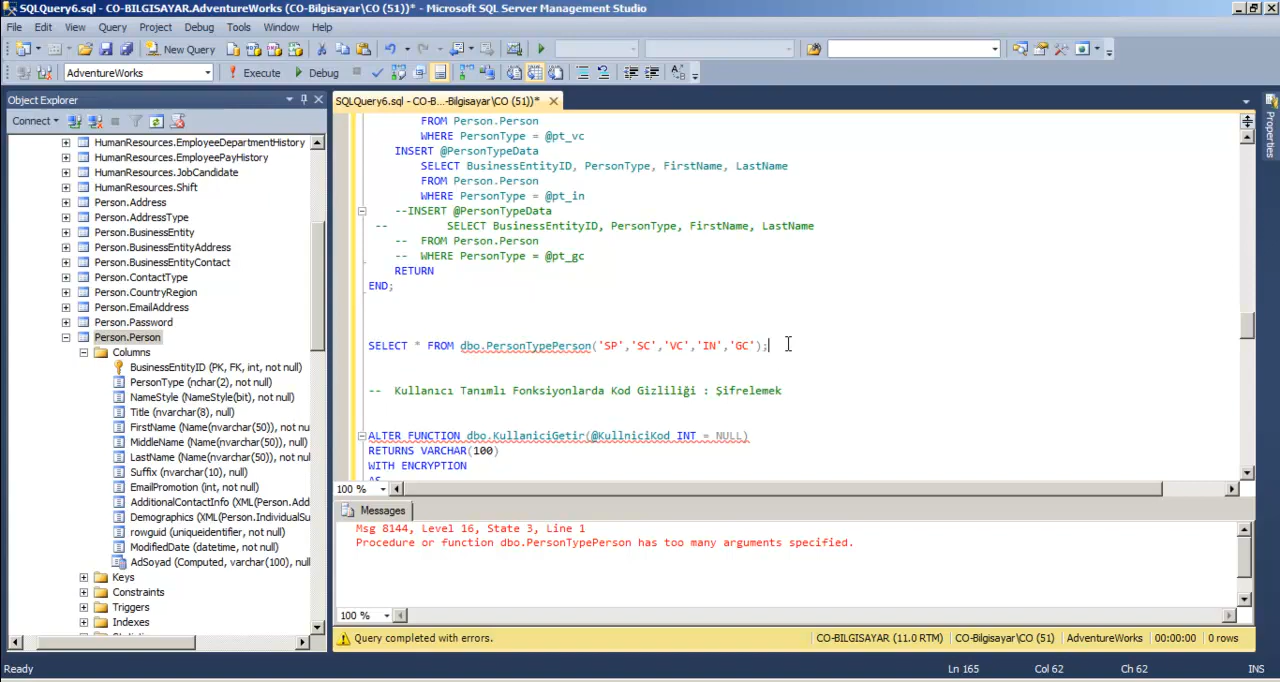 SQLQuery6.sql - CO-BILGISAYAR.AdventureWorks (CO-Bilgisayar\CO (51))* - Microsoft SQL Server Management Studio
File Edit View Query Project Debug Tools Window Help
New Query
AdventureWorks Execute Debug
Object Explorer
Connect
HumanResources.EmployeeDepartmentHistory
HumanResources.EmployeePayHistory
HumanResources.JobCandidate
HumanResources.Shift
Person.Address
Person.AddressType
Person.BusinessEntity
Person.BusinessEntityAddress
Person.BusinessEntityContact
Person.ContactType
Person.CountryRegion
Person.EmailAddress
Person.Password
Person.Person
Columns
BusinessEntityID (PK, FK, int, not null)
PersonType (nchar(2), not null)
NameStyle (NameStyle(bit), not null)
Title (nvarchar(8), null)
FirstName (Name(nvarchar(50)), not null)
MiddleName (Name(nvarchar(50)), null)
LastName (Name(nvarchar(50)), not null)
Suffix (nvarchar(10), null)
EmailPromotion (int, not null)
AdditionalContactInfo (XML(Person.Add
Demographics (XML(Person.IndividualSu
rowguid (uniqueidentifier, not null)
ModifiedDate (datetime, not null)
AdSoyad (Computed, varchar(100), null
Keys
Constraints
Triggers
Indexes
SQLQuery6.sql - CO-B...-Bilgisayar\CO (51))*
FROM Person.Person
WHERE PersonType = @pt_vc
INSERT @PersonTypeData
SELECT BusinessEntityID, PersonType, FirstName, LastName
FROM Person.Person
WHERE PersonType = @pt_in
--INSERT @PersonTypeData
-- SELECT BusinessEntityID, PersonType, FirstName, LastName
-- FROM Person.Person
-- WHERE PersonType = @pt_gc
RETURN
END;
SELECT * FROM dbo.PersonTypePerson('SP','SC','VC','IN','GC');
-- Kullanıcı Tanımlı Fonksiyonlarda Kod Gizliliği : Şifrelemek
ALTER FUNCTION dbo.KullaniciGetir(@KullniciKod INT = NULL)
RETURNS VARCHAR(100)
WITH ENCRYPTION
AS
100 %
Messages
Msg 8144, Level 16, State 3, Line 1
Procedure or function dbo.PersonTypePerson has too many arguments specified.
100 %
Query completed with errors. CO-BILGISAYAR (11.0 RTM) CO-Bilgisayar\CO (51) AdventureWorks 00:00:00 0 rows
Properties
Ready Ln 165 Col 62 Ch 62 INS